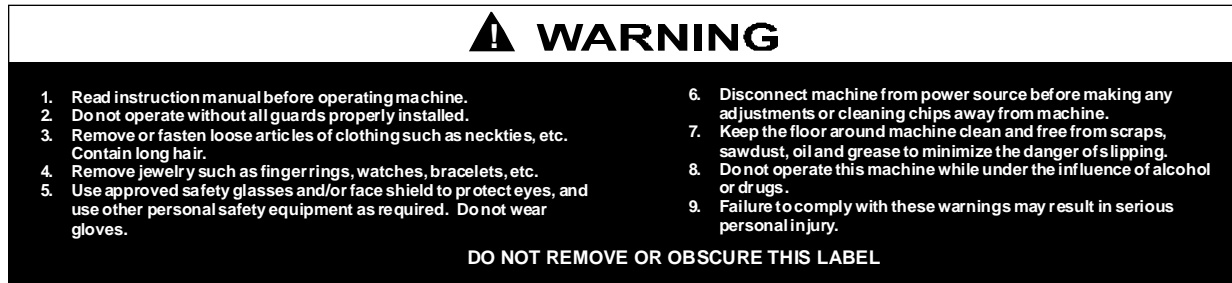 WARNING
1. Read instruction manual before operating machine.
2. Do not operate without all guards properly installed.
3. Remove or fasten loose articles of clothing such as neckties, etc.
Contain long hair.
4. Remove jewelry such as finger rings, watches, bracelets, etc.
5. Use approved safety glasses and/or face shield to protect eyes, and
use other personal safety equipment as required. Do not wear
gloves.
6. Disconnect machine from power source before making any
adjustments or cleaning chips away from machine.
7. Keep the floor around machine clean and free from scraps,
sawdust, oil and grease to minimize the danger of slipping.
8. Do not operate this machine while under the influence of alcohol
or drugs.
9. Failure to comply with these warnings may result in serious
personal injury.
DO NOT REMOVE OR OBSCURE THIS LABEL